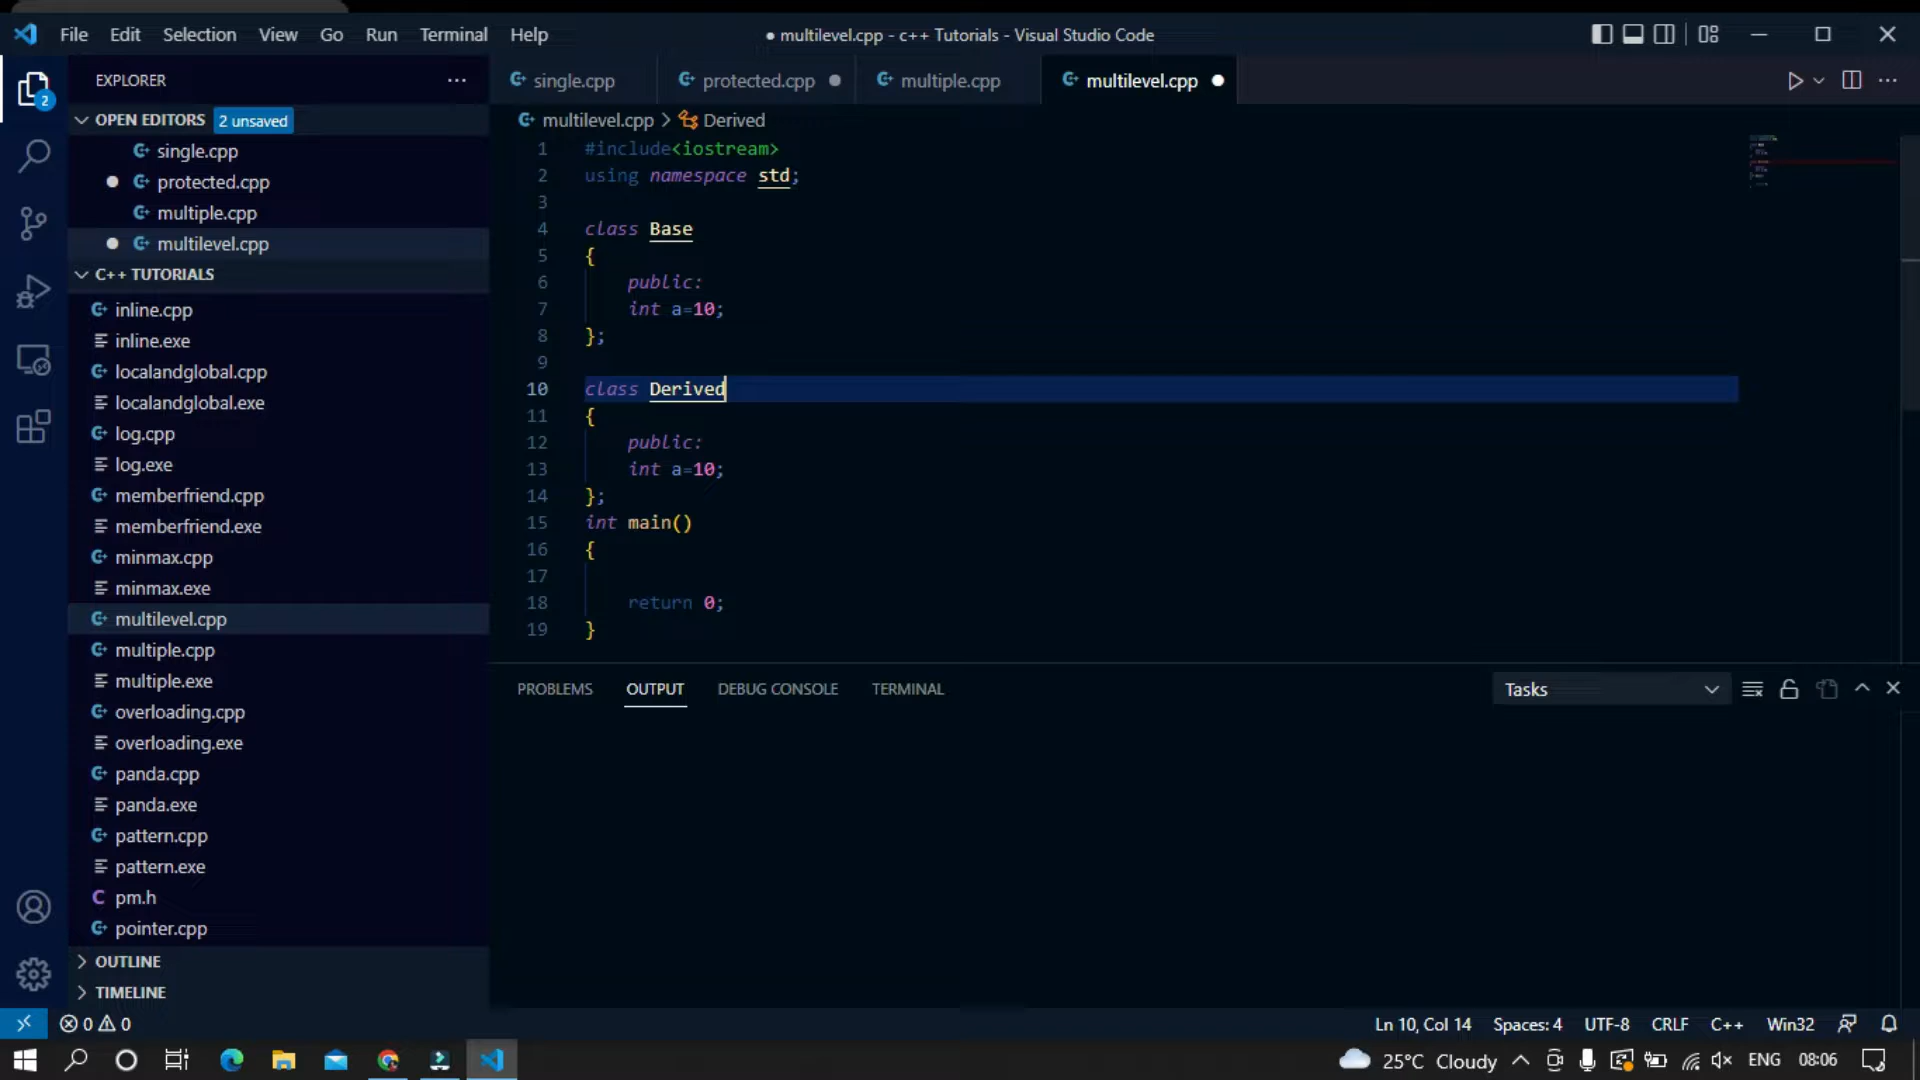 File Edit Selection View Go Run Terminal Help
● multilevel.cpp - c++ Tutorials - Visual Studio Code
EXPLORER
2
OPEN EDITORS 2 unsaved
single.cpp
protected.cpp
multiple.cpp
multilevel.cpp
C++ TUTORIALS
inline.cpp
inline.exe
localandglobal.cpp
localandglobal.exe
log.cpp
log.exe
memberfriend.cpp
memberfriend.exe
minmax.cpp
minmax.exe
multilevel.cpp
multiple.cpp
multiple.exe
overloading.cpp
overloading.exe
panda.cpp
panda.exe
pattern.cpp
pattern.exe
C pm.h
pointer.cpp
OUTLINE
TIMELINE
single.cpp protected.cpp multiple.cpp multilevel.cpp
multilevel.cpp > Derived
1 #include<iostream>
2 using namespace std;
3
4 class Base
5 {
6 public:
7 int a=10;
8 };
9
10 class Derived
11 {
12 public:
13 int a=10;
14 };
15 int main()
16 {
17
18 return 0;
19 }
PROBLEMS OUTPUT DEBUG CONSOLE TERMINAL
Tasks
0 0
Ln 10, Col 14 Spaces: 4 UTF-8 CRLF C++ Win32
25°C Cloudy ENG 08:06